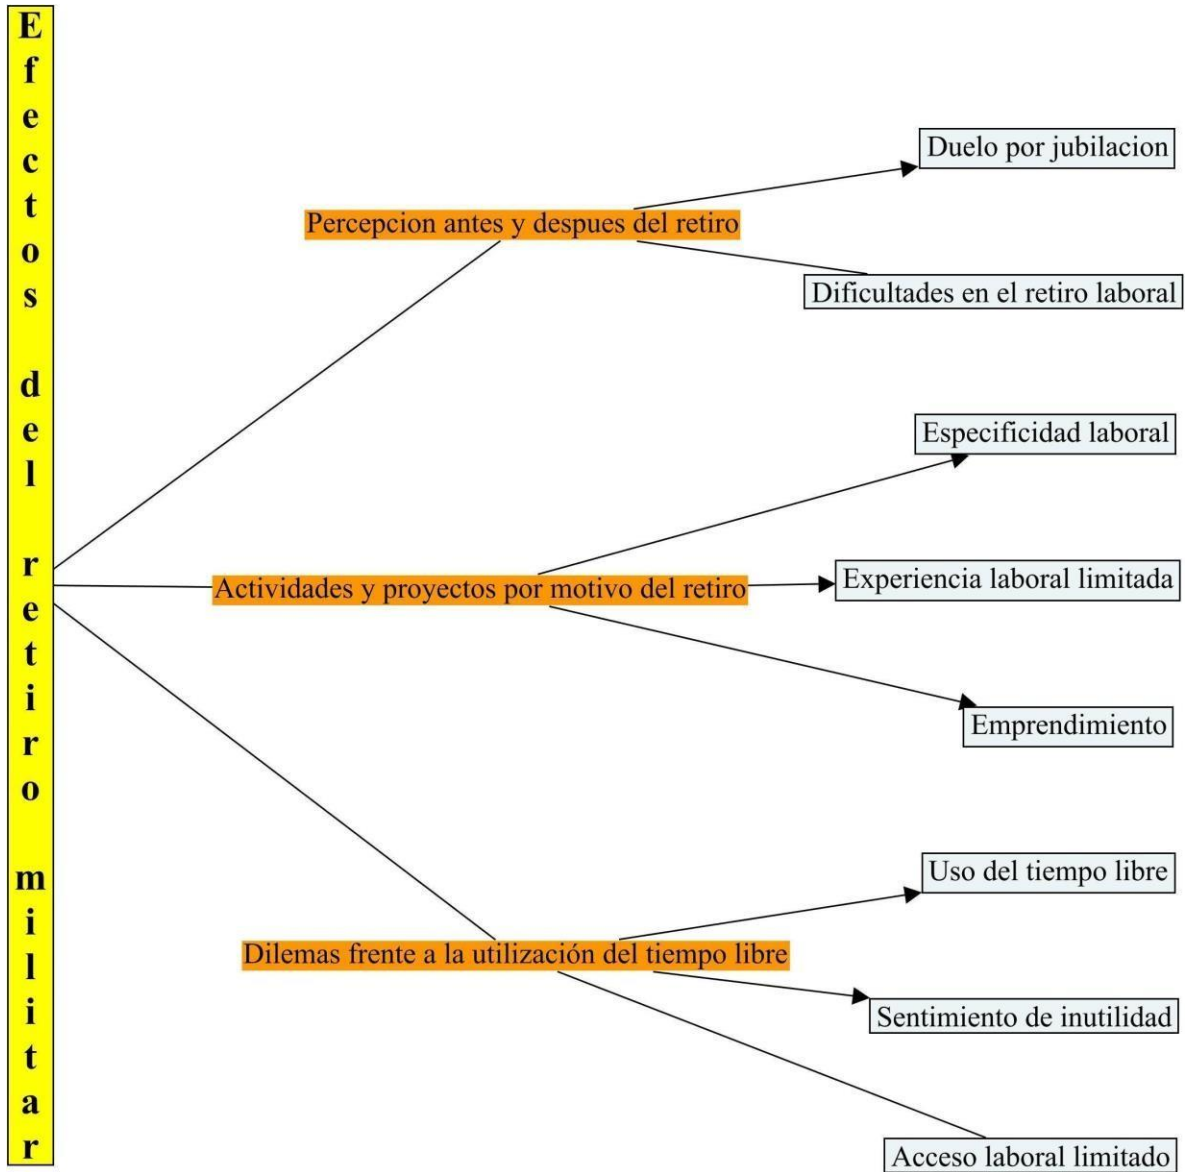 Efectos del retiro militar
Duelo por jubilacion
Percepcion antes y despues del retiro
Dificultades en el retiro laboral
Especificidad laboral
Experiencia laboral limitada
Actividades y proyectos por motivo del retiro
Emprendimiento
Uso del tiempo libre
Dilemas frente a la utilización del tiempo libre
Sentimiento de inutilidad
Acceso laboral limitado